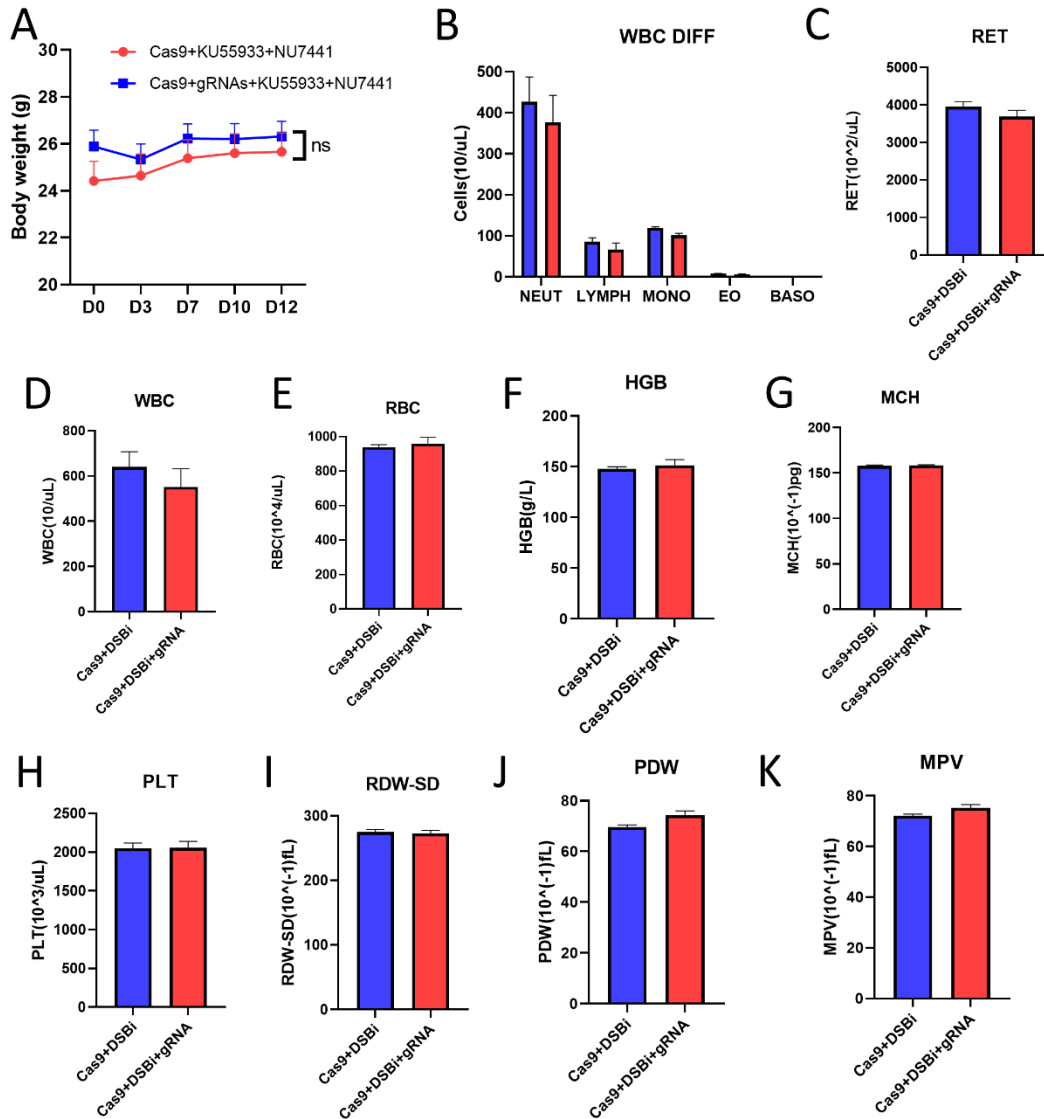 A
Cas9+KU55933+NU7441
Cas9+gRNAs+KU55933+NU7441
Body weight (g)
30
28
26
24
22
20
ns
D0 D3 D7 D10 D12
B
WBC DIFF
Cells(10/uL)
500
400
300
200
100
0
NEUT LYMPH MONO EO BASO
C
RET
RET(10^2/uL)
5000
4000
3000
2000
1000
0
Cas9+DSBi
Cas9+DSBi+gRNA
D
WBC
WBC(10/uL)
800
600
400
200
0
Cas9+DSBi
Cas9+DSBi+gRNA
E
RBC
RBC(10^4/uL)
1000
800
600
400
200
0
Cas9+DSBi
Cas9+DSBi+gRNA
F
HGB
HGB(g/L)
200
150
100
50
0
Cas9+DSBi
Cas9+DSBi+gRNA
G
MCH
MCH(10^(-1)pg)
200
150
100
50
0
Cas9+DSBi
Cas9+DSBi+gRNA
H
PLT
PLT(10^3/uL)
2500
2000
1500
1000
500
0
Cas9+DSBi
Cas9+DSBi+gRNA
I
RDW-SD
RDW-SD(10^(-1)fL)
300
200
100
0
Cas9+DSBi
Cas9+DSBi+gRNA
J
PDW
PDW(10^(-1)fL)
80
60
40
20
0
Cas9+DSBi
Cas9+DSBi+gRNA
K
MPV
MPV(10^(-1)fL)
80
60
40
20
0
Cas9+DSBi
Cas9+DSBi+gRNA